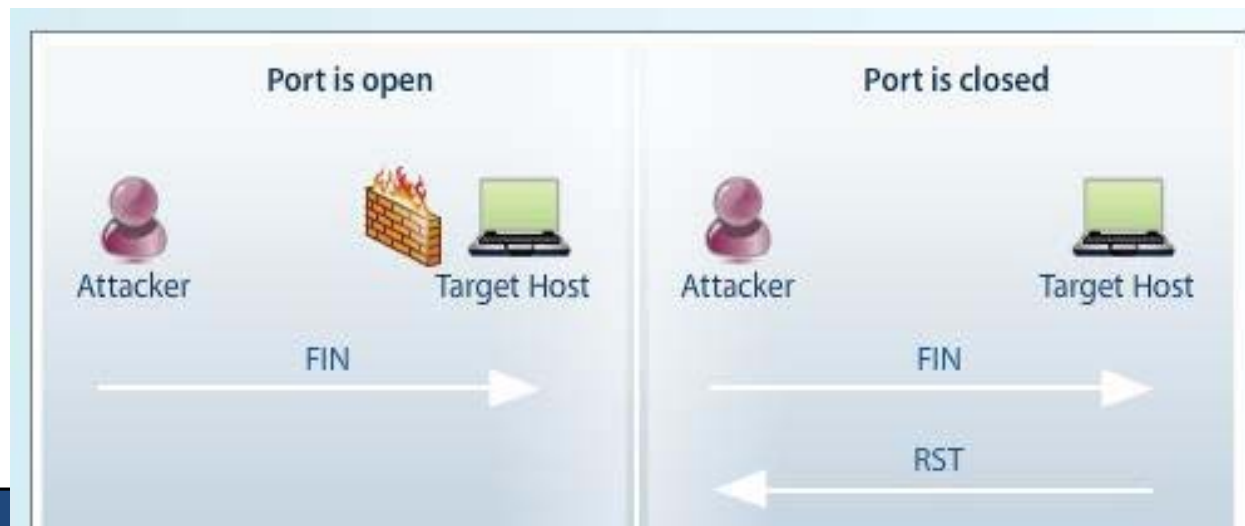 Port is open
Attacker
Target Host
FIN
Port is closed
Attacker
Target Host
FIN
RST